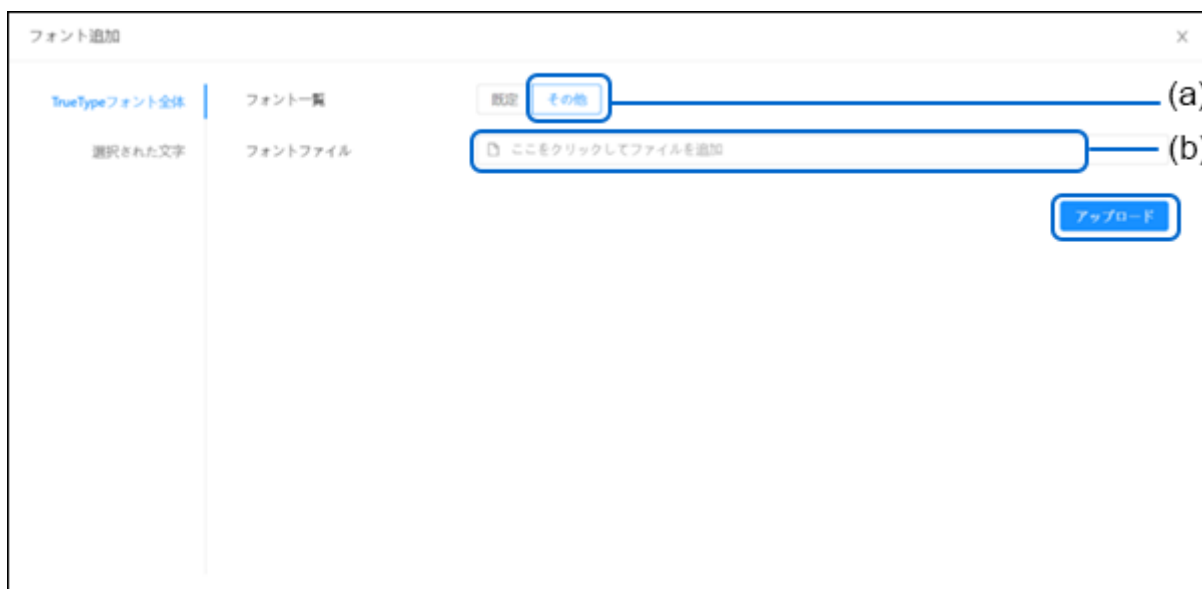 フォント追加
×
TrueTypeフォント全体
フォント一覧
既定
その他
(a)
選択された文字
フォントファイル
ここをクリックしてファイルを追加
(b)
アップロード